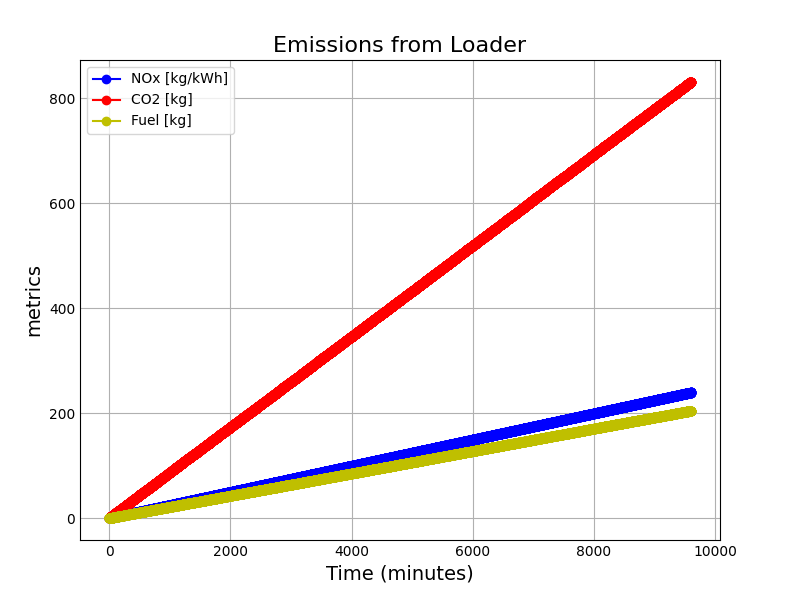 Emissions from Loader
NOx [kg/kWh]
CO2 [kg]
Fuel [kg]
metrics
800
600
400
200
0
0 2000 4000 6000 8000 10000
Time (minutes)